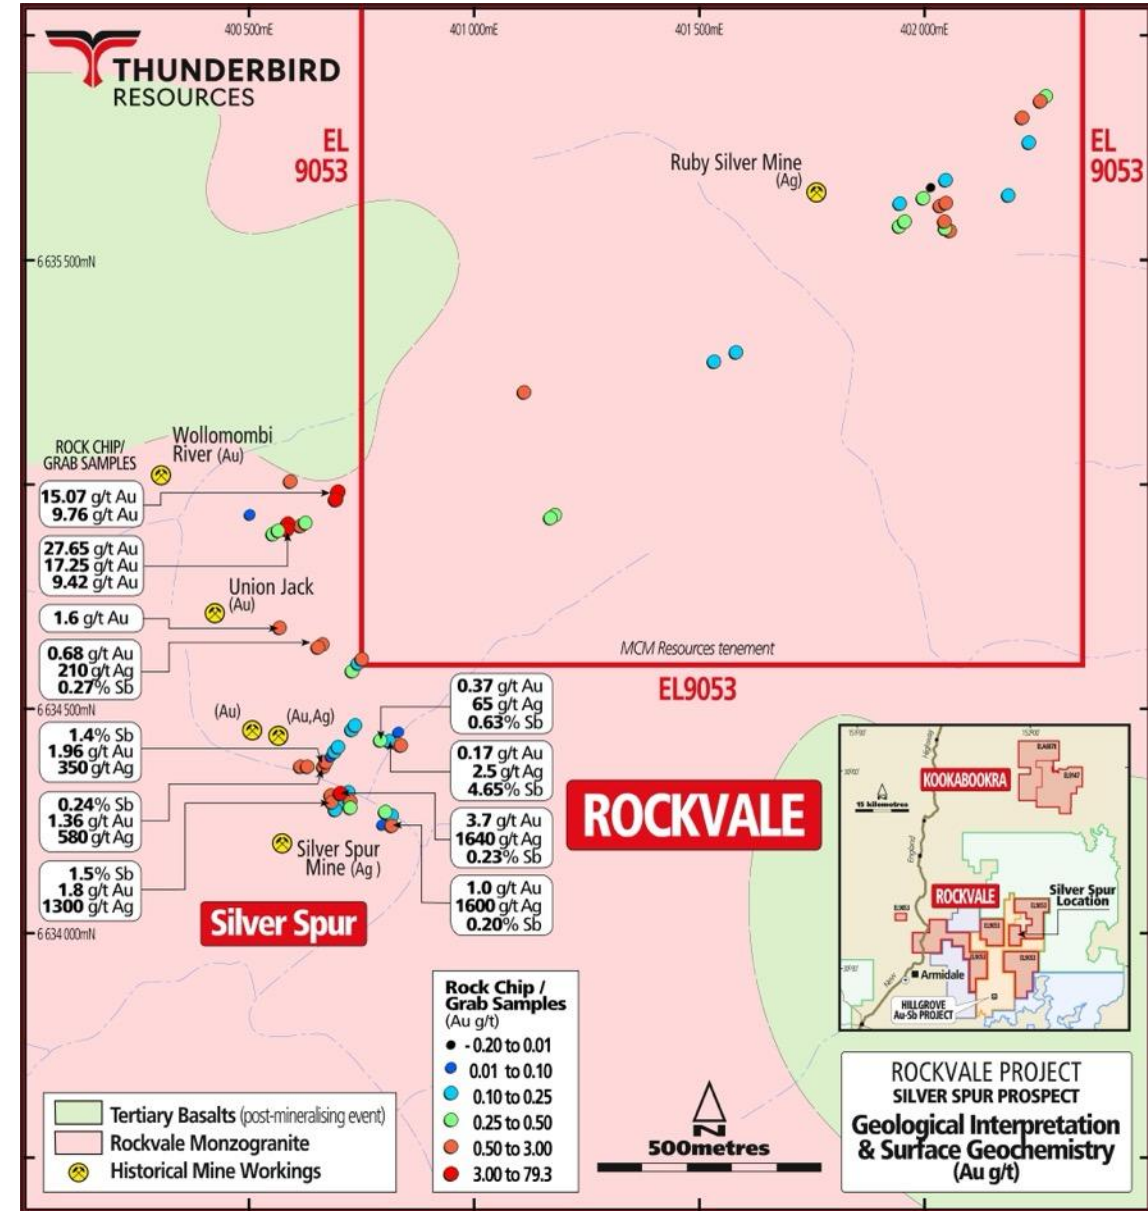 400 500mE
401 000mE
401 500mE
402 000mE
THUNDERBIRD
RESOURCES
EL
9053
EL
9053
Ruby Silver Mine
(Ag)
6 635 500mN
ROCK CHIP/
GRAB SAMPLES
Wollomombi
River (Au)
15.07 g/t Au
9.76 g/t Au
27.65 g/t Au
17.25 g/t Au
9.42 g/t Au
Union Jack
(Au)
1.6 g/t Au
0.68 g/t Au
210 g/t Ag
0.27% Sb
MCM Resources tenement
EL9053
6 634 500mN
(Au)
(Au,Ag)
1.4% Sb
1.96 g/t Au
350 g/t Ag
0.24% Sb
1.36 g/t Au
580 g/t Ag
1.5% Sb
1.8 g/t Au
1300 g/t Ag
0.37 g/t Au
65 g/t Ag
0.63% Sb
0.17 g/t Au
2.5 g/t Ag
4.65% Sb
3.7 g/t Au
1640 g/t Ag
0.23% Sb
1.0 g/t Au
1600 g/t Ag
0.20% Sb
Silver Spur
Mine (Ag )
ROCKVALE
Silver Spur
6 634 000mN
Rock Chip /
Grab Samples
(Au g/t)
- 0.20 to 0.01
0.01 to 0.10
0.10 to 0.25
0.25 to 0.50
0.50 to 3.00
3.00 to 79.3
Tertiary Basalts (post-mineralising event)
Rockvale Monzogranite
Historical Mine Workings
N
500metres
Highway
KOOKABOOKRA
N
15 kilometres
England
ROCKVALE
Silver Spur
Location
EL9053
EL9053
New
Armidale
HILLGROVE
Au-Sb PROJECT
ROCKVALE PROJECT
SILVER SPUR PROSPECT
Geological Interpretation
& Surface Geochemistry
(Au g/t)